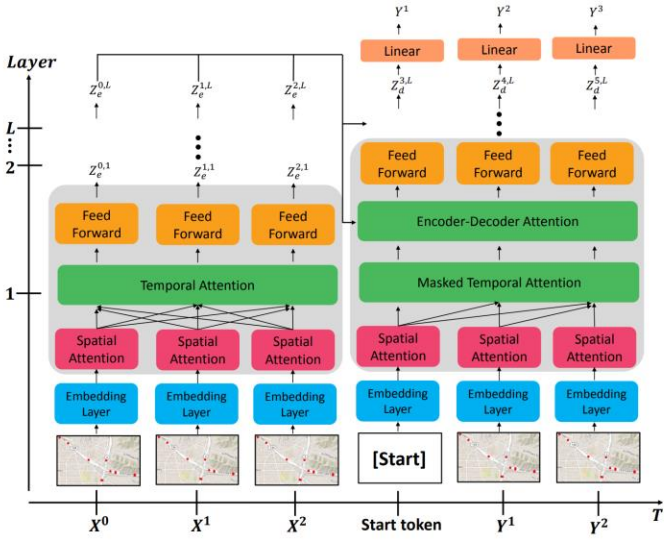 Y^1 Y^2 Y^3
Linear Linear Linear
Layer
Z_e^{0,L} Z_e^{1,L} Z_e^{2,L} Z_d^{3,L} Z_d^{4,L} Z_d^{5,L}
L
2
Z_e^{0,1} Z_e^{1,1} Z_e^{2,1}
Feed Forward Feed Forward Feed Forward
Feed Forward Feed Forward Feed Forward
Encoder-Decoder Attention
Temporal Attention
Masked Temporal Attention
1
Spatial Attention Spatial Attention Spatial Attention Spatial Attention Spatial Attention Spatial Attention
Embedding Layer Embedding Layer Embedding Layer Embedding Layer Embedding Layer Embedding Layer
[Start]
X^0 X^1 X^2 Start token Y^1 Y^2
T